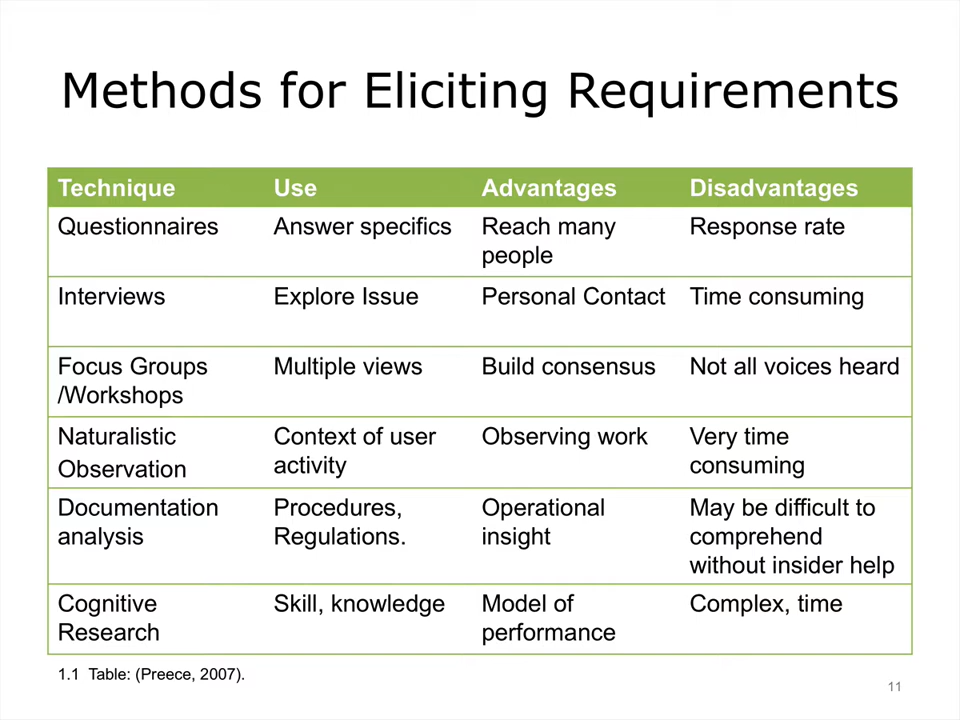 Methods for Eliciting Requirements
Technique Use Advantages Disadvantages
Questionnaires Answer specifics Reach many people Response rate
Interviews Explore Issue Personal Contact Time consuming
Focus Groups /Workshops Multiple views Build consensus Not all voices heard
Naturalistic Observation Context of user activity Observing work Very time consuming
Documentation analysis Procedures, Regulations. Operational insight May be difficult to comprehend without insider help
Cognitive Research Skill, knowledge Model of performance Complex, time
1.1 Table: (Preece, 2007).
11